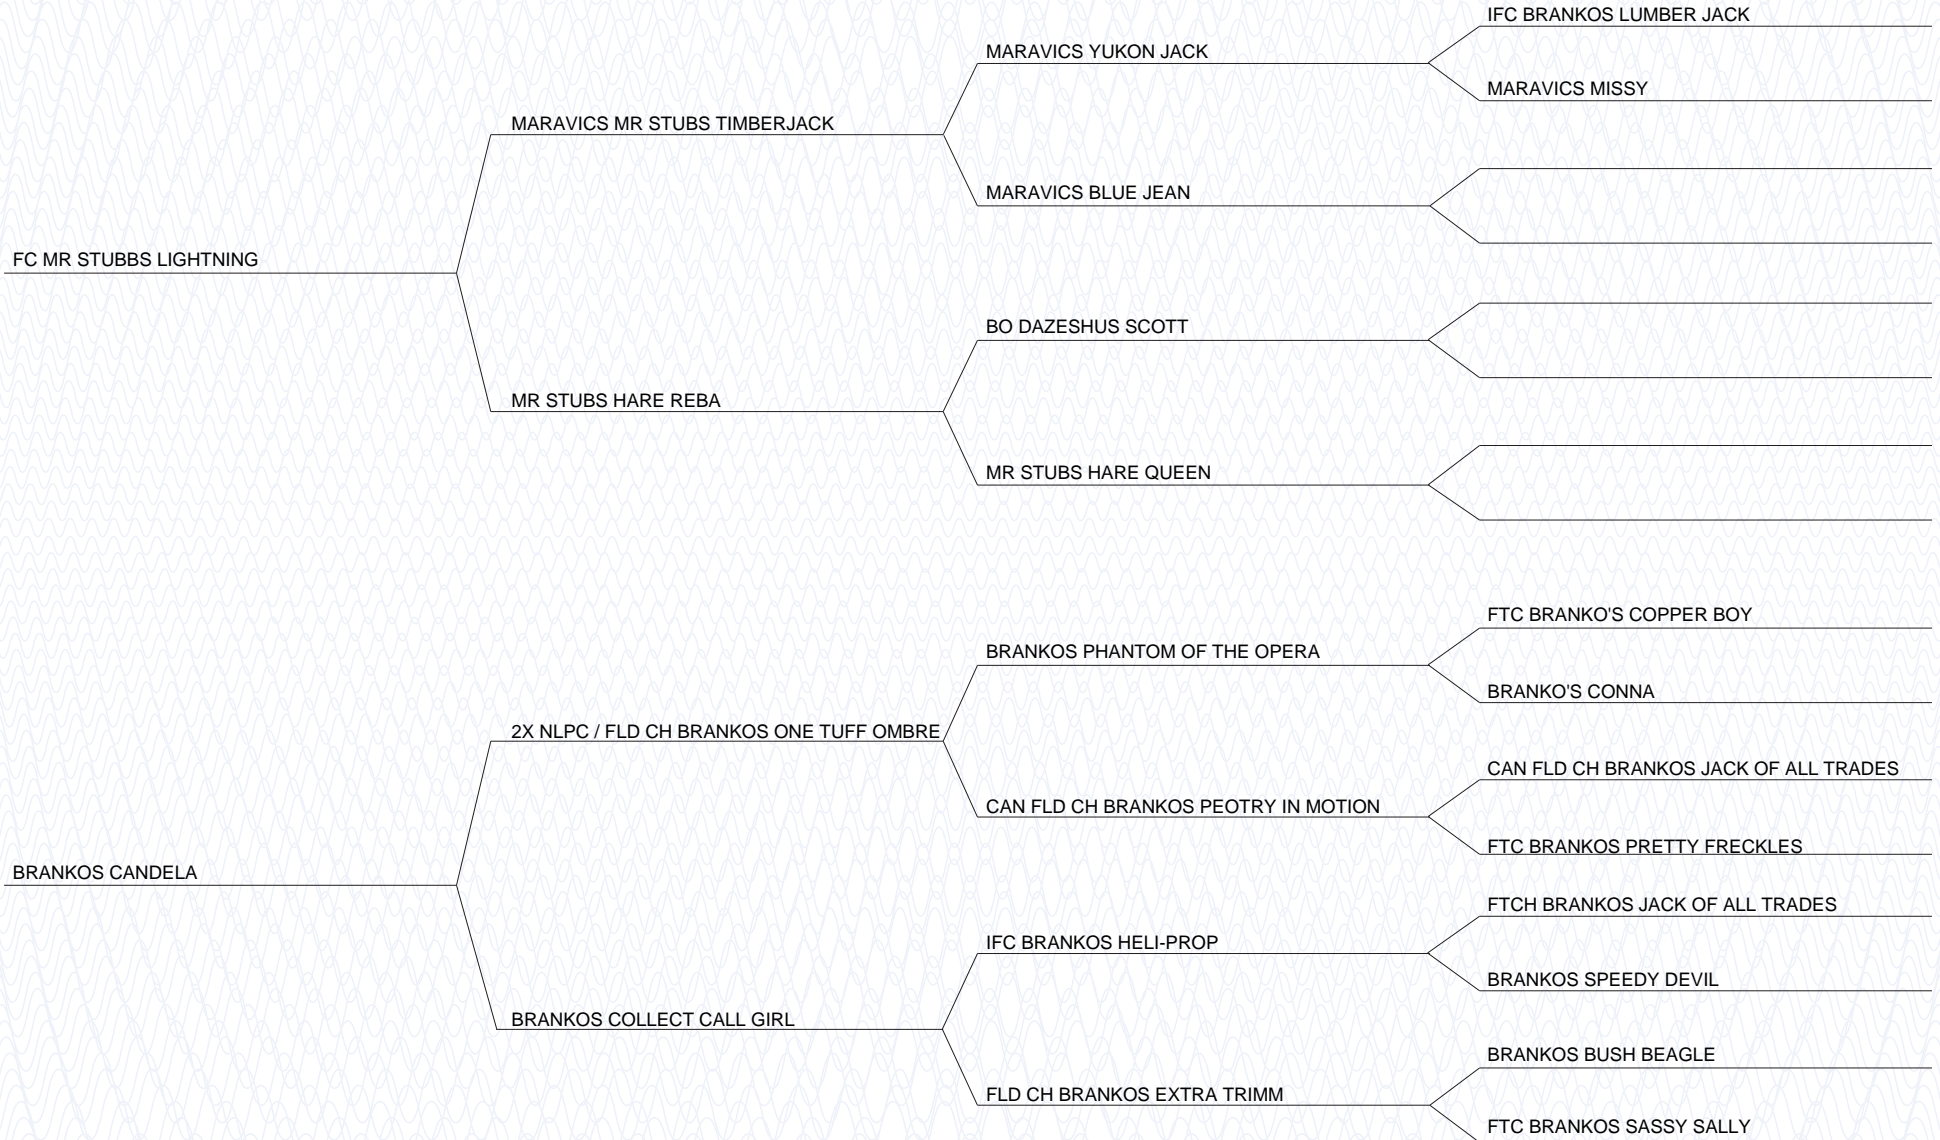 IFC BRANKOS LUMBER JACK
MARAVICS YUKON JACK
MARAVICS MISSY
MARAVICS MR STUBS TIMBERJACK
MARAVICS BLUE JEAN
FC MR STUBBS LIGHTNING
BO DAZESHUS SCOTT
MR STUBS HARE REBA
MR STUBS HARE QUEEN
FTC BRANKO'S COPPER BOY
BRANKOS PHANTOM OF THE OPERA
BRANKO'S CONNA
2X NLPC / FLD CH BRANKOS ONE TUFF OMBRE
CAN FLD CH BRANKOS JACK OF ALL TRADES
CAN FLD CH BRANKOS PEOTRY IN MOTION
FTC BRANKOS PRETTY FRECKLES
BRANKOS CANDELA
FTCH BRANKOS JACK OF ALL TRADES
IFC BRANKOS HELI-PROP
BRANKOS SPEEDY DEVIL
BRANKOS COLLECT CALL GIRL
BRANKOS BUSH BEAGLE
FLD CH BRANKOS EXTRA TRIMM
FTC BRANKOS SASSY SALLY